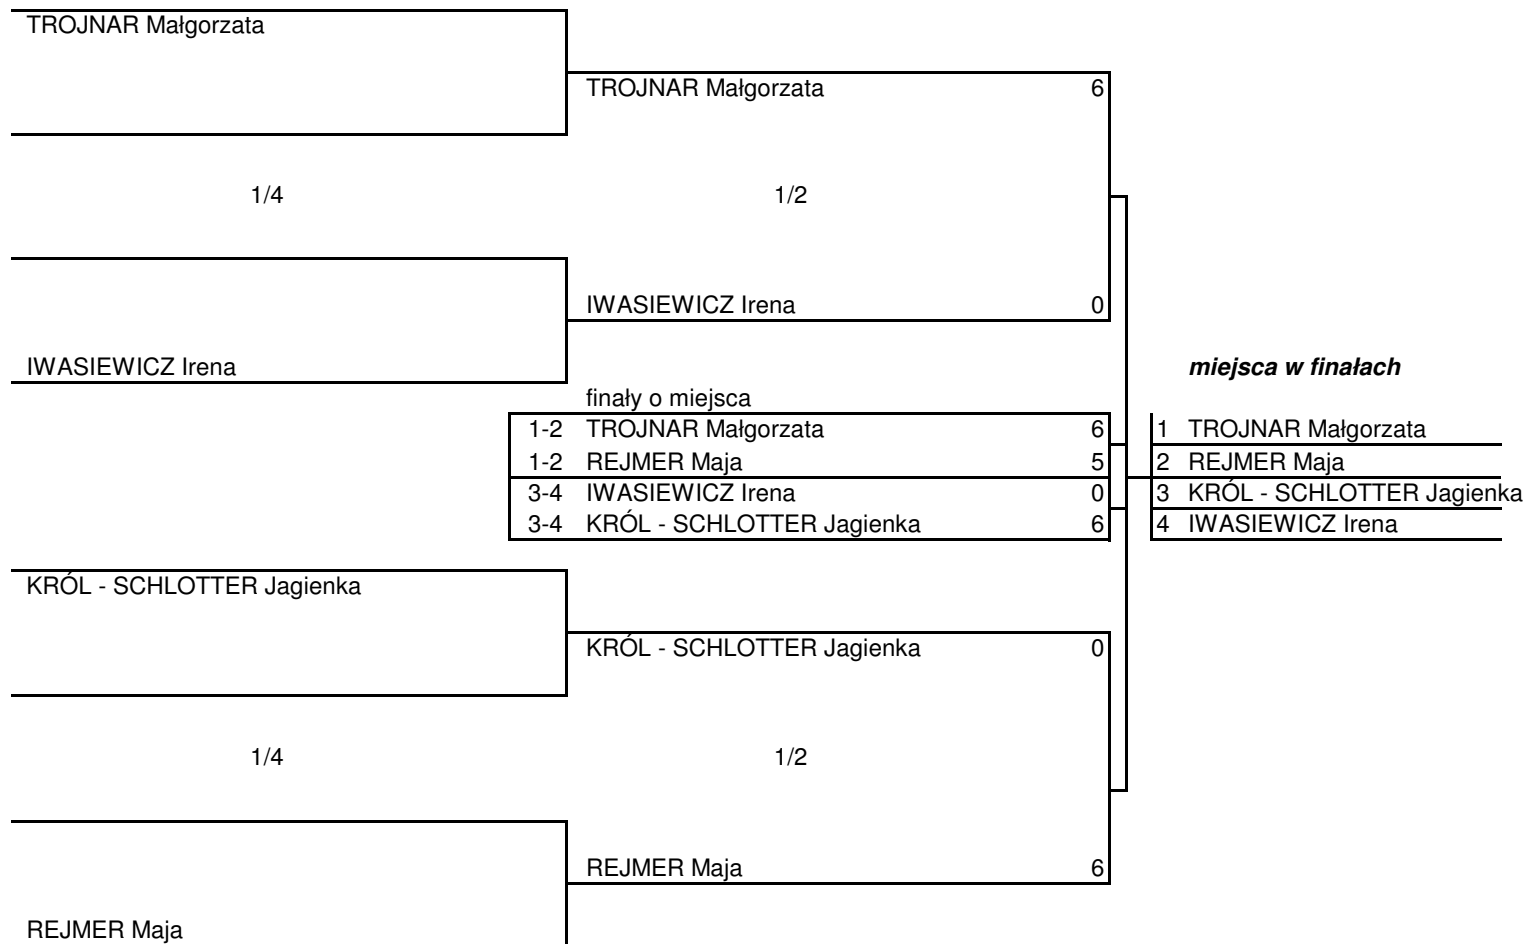 TROJNAR Małgorzata
TROJNAR Małgorzata 6
1/4 1/2
IWASIEWICZ Irena 0
IWASIEWICZ Irena
miejsca w finałach
finały o miejsca
1-2 TROJNAR Małgorzata 6 1 TROJNAR Małgorzata
1-2 REJMER Maja 5 2 REJMER Maja
3-4 IWASIEWICZ Irena 0 3 KRÓL - SCHLOTTER Jagienka
3-4 KRÓL - SCHLOTTER Jagienka 6 4 IWASIEWICZ Irena
KRÓL - SCHLOTTER Jagienka
KRÓL - SCHLOTTER Jagienka 0
1/4 1/2
REJMER Maja 6
REJMER Maja